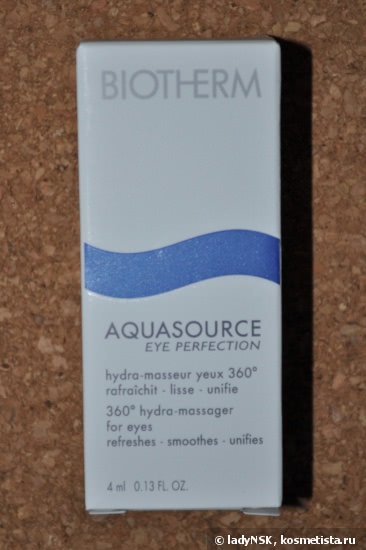 BIOTHERM
AQUASOURCE
EYE PERFECTION
hydra-masseur yeux 360°
rafraîchit - lisse - unifie
360° hydra-massager
for eyes
refreshes - smoothes - unifies
4 ml 0.13 FL. OZ.
© ladyNSK, kosmetista.ru